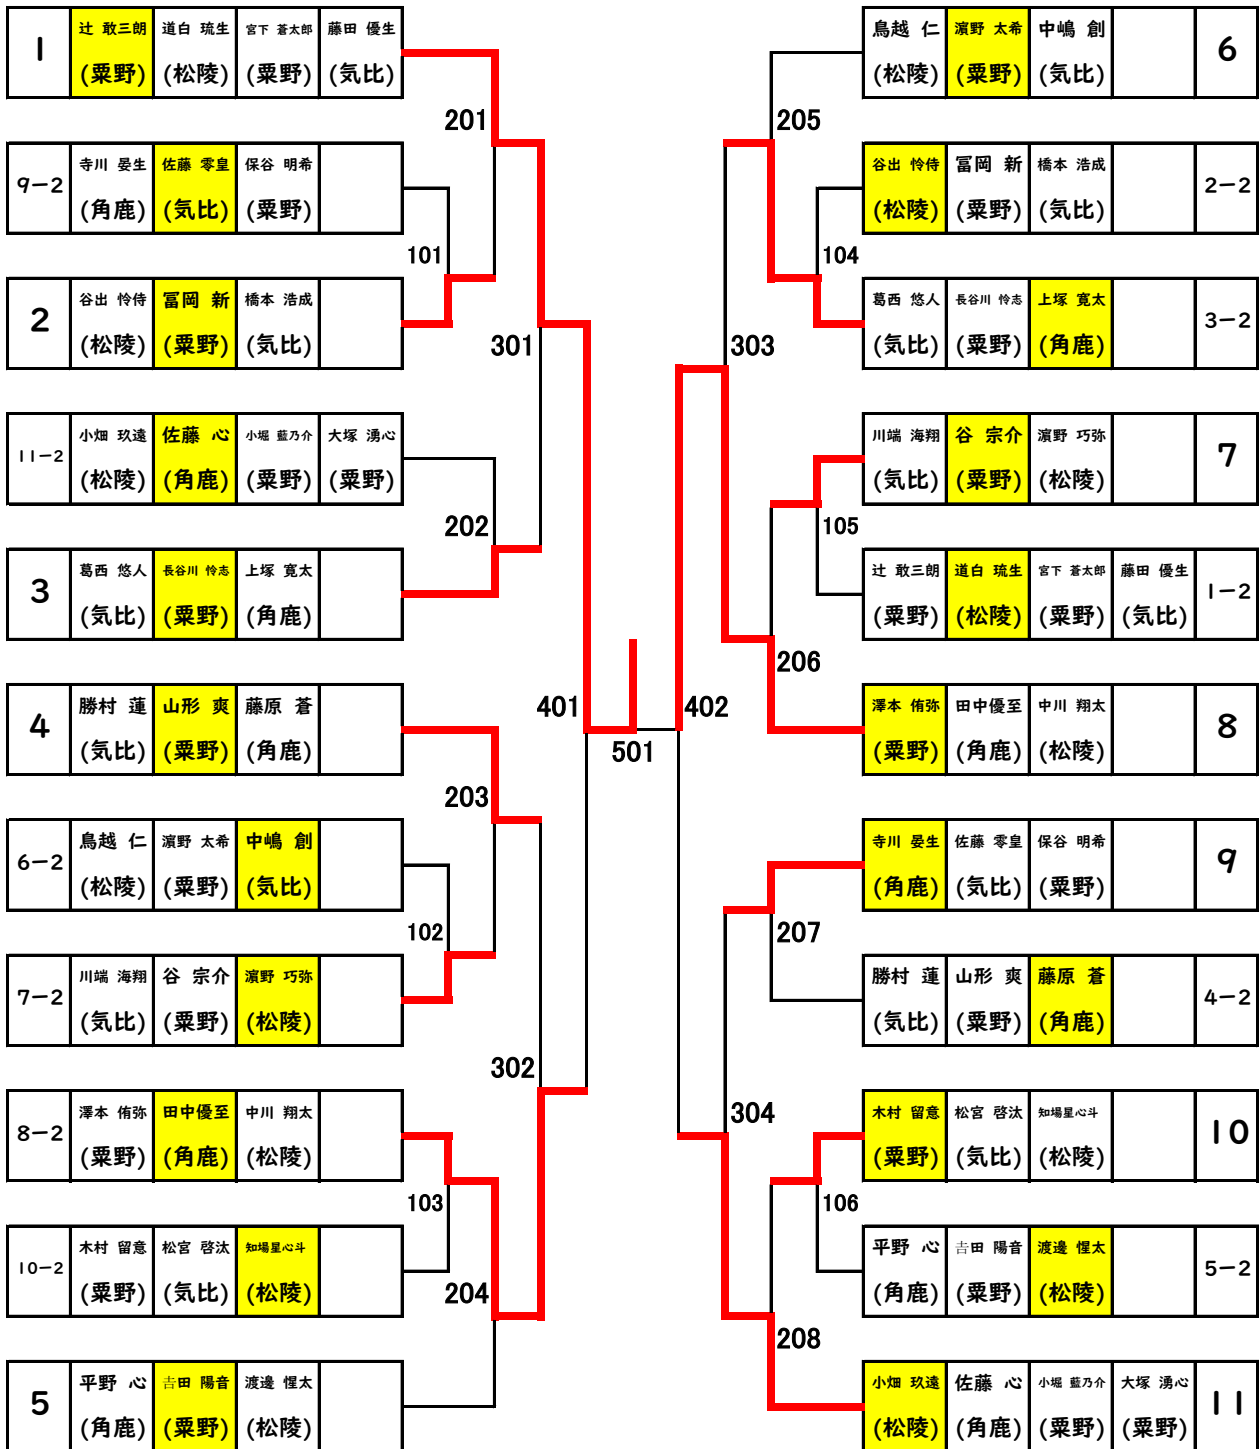 1 辻 敢三朗 道白 琉生 宮下 蒼太郎 藤田 優生
(粟野) (松陵) (粟野) (気比)
201
9-2 寺川 晏生 佐藤 零皇 保谷 明希
(角鹿) (気比) (粟野)
101
2 谷出 怜侍 冨岡 新 橋本 浩成
(松陵) (粟野) (気比)
301
11-2 小畑 玖遠 佐藤 心 小堀 藍乃介 大塚 湧心
(松陵) (角鹿) (粟野) (粟野)
202
3 葛西 悠人 長谷川 怜志 上塚 寛太
(気比) (粟野) (角鹿)
4 勝村 蓮 山形 爽 藤原 蒼
(気比) (粟野) (角鹿)
401
203
6-2 鳥越 仁 濵野 太希 中嶋 創
(松陵) (粟野) (気比)
102
7-2 川端 海翔 谷 宗介 濵野 巧弥
(気比) (粟野) (松陵)
302
8-2 澤本 侑弥 田中優至 中川 翔太
(粟野) (角鹿) (松陵)
103
10-2 木村 留意 松宮 啓汰 知場星心斗
(粟野) (気比) (松陵)
204
5 平野 心 𠮷田 陽音 渡邊 惺太
(角鹿) (粟野) (松陵)
501
鳥越 仁 濵野 太希 中嶋 創 6
(松陵) (粟野) (気比)
205
谷出 怜侍 冨岡 新 橋本 浩成 2-2
(松陵) (粟野) (気比)
104
葛西 悠人 長谷川 怜志 上塚 寛太 3-2
(気比) (粟野) (角鹿)
303
川端 海翔 谷 宗介 濵野 巧弥 7
(気比) (粟野) (松陵)
105
辻 敢三朗 道白 琉生 宮下 蒼太郎 藤田 優生 1-2
(粟野) (松陵) (粟野) (気比)
206
402
澤本 侑弥 田中優至 中川 翔太 8
(粟野) (角鹿) (松陵)
寺川 晏生 佐藤 零皇 保谷 明希 9
(角鹿) (気比) (粟野)
207
勝村 蓮 山形 爽 藤原 蒼 4-2
(気比) (粟野) (角鹿)
304
木村 留意 松宮 啓汰 知場星心斗 10
(粟野) (気比) (松陵)
106
平野 心 𠮷田 陽音 渡邊 惺太 5-2
(角鹿) (粟野) (松陵)
208
小畑 玖遠 佐藤 心 小堀 藍乃介 大塚 湧心 11
(松陵) (角鹿) (粟野) (粟野)